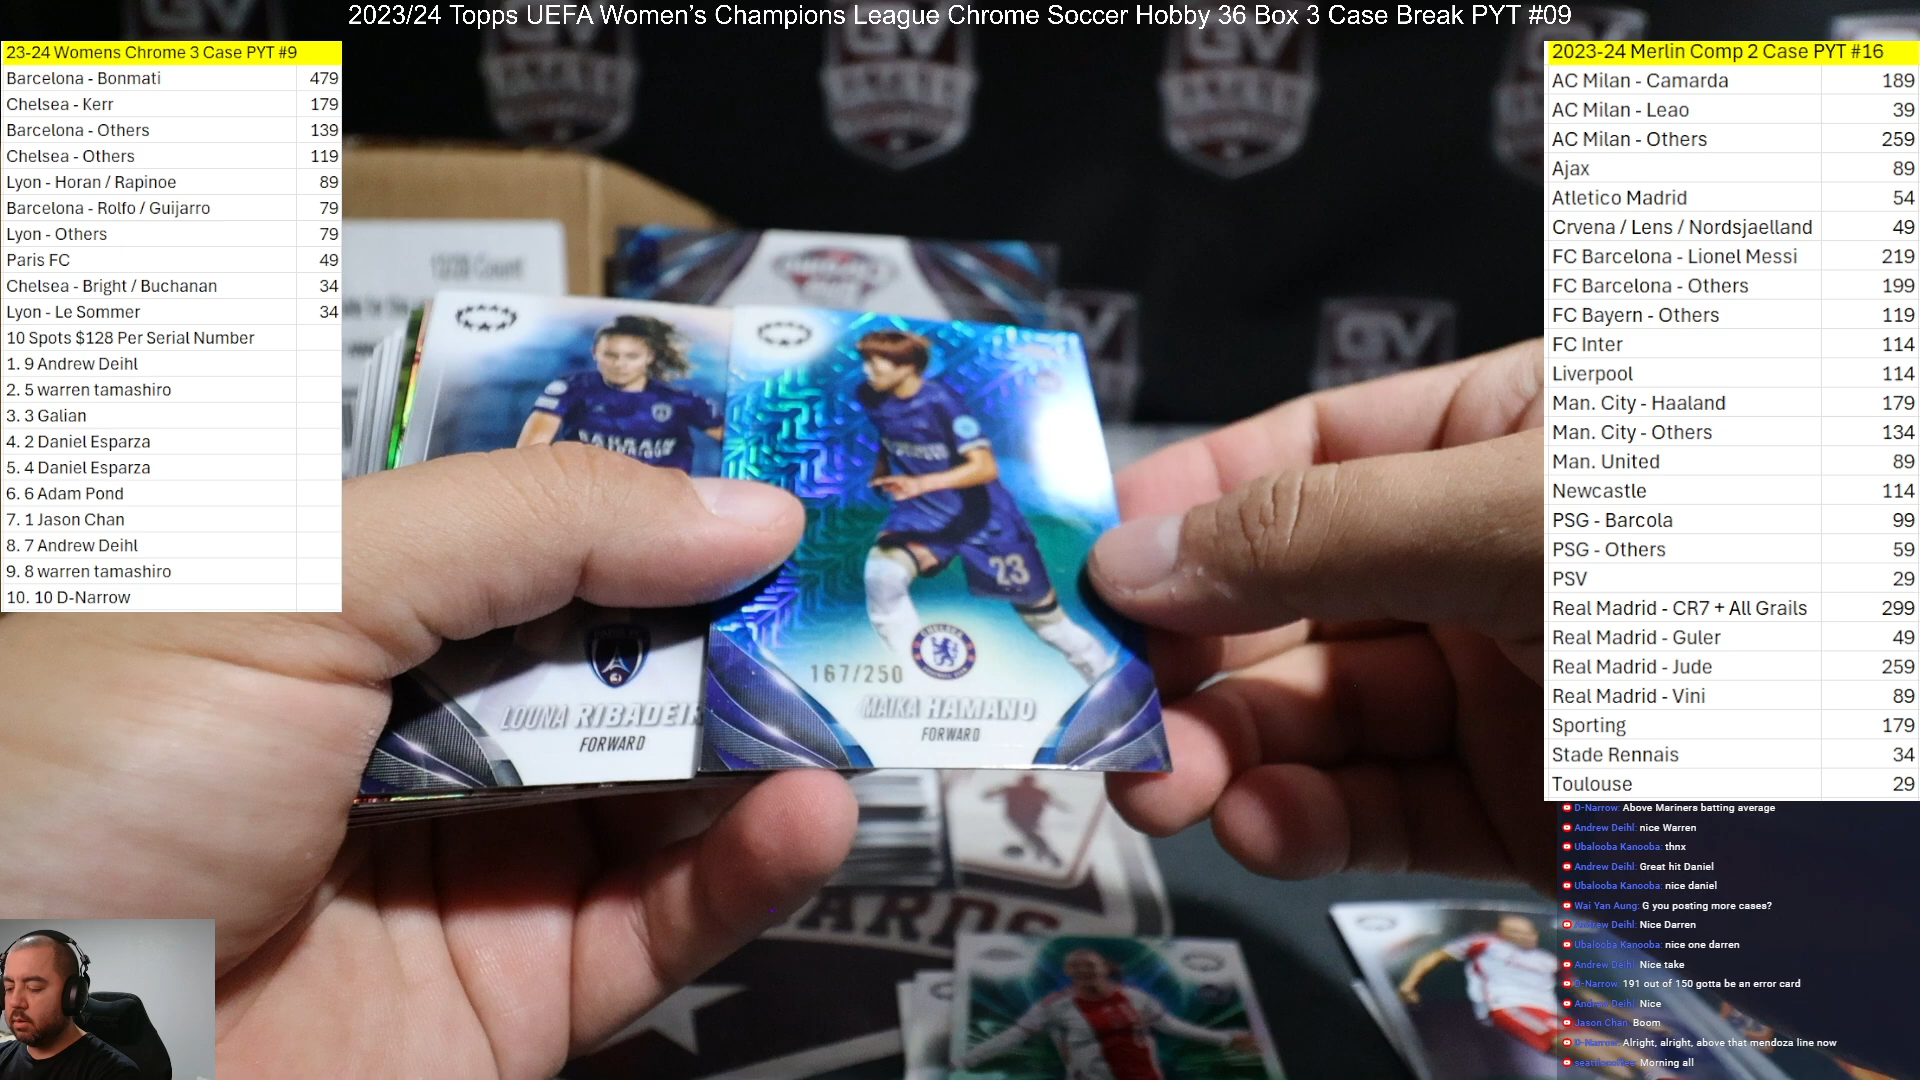 2023/24 Topps UEFA Women's Champions League Chrome Soccer Hobby 36 Box 3 Case Break PYT #09
23-24 Womens Chrome 3 Case PYT #9
Barcelona - Bonmati 479
Chelsea - Kerr 179
Barcelona - Others 139
Chelsea - Others 119
Lyon - Horan / Rapinoe 89
Barcelona - Rolfo / Guijarro 79
Lyon - Others 79
Paris FC 49
Chelsea - Bright / Buchanan 34
Lyon - Le Sommer 34
10 Spots $128 Per Serial Number
1. 9 Andrew Deihl
2. 5 warren tamashiro
3. 3 Galian
4. 2 Daniel Esparza
5. 4 Daniel Esparza
6. 6 Adam Pond
7. 1 Jason Chan
8. 7 Andrew Deihl
9. 8 warren tamashiro
10. 10 D-Narrow
LOUNA RIBADEIR
FORWARD
23
167/250
MAIKA HAMANO
FORWARD
2023-24 Merlin Comp 2 Case PYT #16
AC Milan - Camarda 189
AC Milan - Leao 39
AC Milan - Others 259
Ajax 89
Atletico Madrid 54
Crvena / Lens / Nordsjaelland 49
FC Barcelona - Lionel Messi 219
FC Barcelona - Others 199
FC Bayern - Others 119
FC Inter 114
Liverpool 114
Man. City - Haaland 179
Man. City - Others 134
Man. United 89
Newcastle 114
PSG - Barcola 99
PSG - Others 59
PSV 29
Real Madrid - CR7 + All Grails 299
Real Madrid - Guler 49
Real Madrid - Jude 259
Real Madrid - Vini 89
Sporting 179
Stade Rennais 34
Toulouse 29
D-Narrow: Above Mariners batting average
Andrew Deihl: nice Warren
Ubalooba Kanooba: thnx
Andrew Deihl: Great hit Daniel
Ubalooba Kanooba: nice daniel
Wai Yan Aung: G you posting more cases?
Andrew Deihl: Nice Darren
Ubalooba Kanooba: nice one darren
Andrew Deihl: Nice take
D-Narrow: 191 out of 150 gotta be an error card
Andrew Deihl: Nice
Jason Chan: Boom
D-Narrow: Alright, alright, above that mendoza line now
Morning all